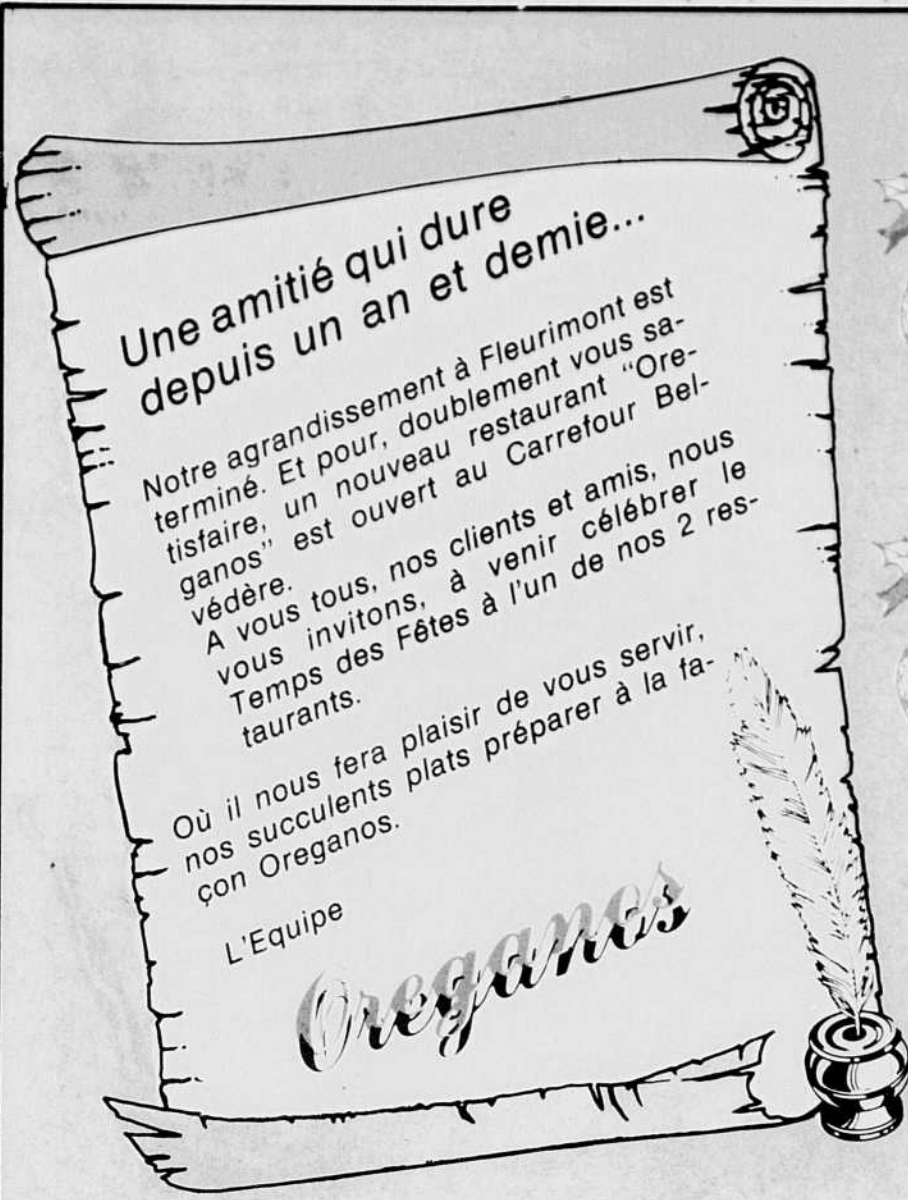 Une amitié qui dure
depuis un an et demie...
Notre agrandissement à Fleurimont est
terminé. Et pour, doublement vous sa-
tisfaire, un nouveau restaurant “Ore-
ganos” est ouvert au Carrefour Bel-
védère.
A vous tous, nos clients et amis, nous
vous invitons, à venir célébrer le
Temps des Fêtes à l'un de nos 2 res-
taurants.
Où il nous fera plaisir de vous servir,
nos succulents plats préparer à la fa-
çon Oreganos.
L'Equipe
Oreganos